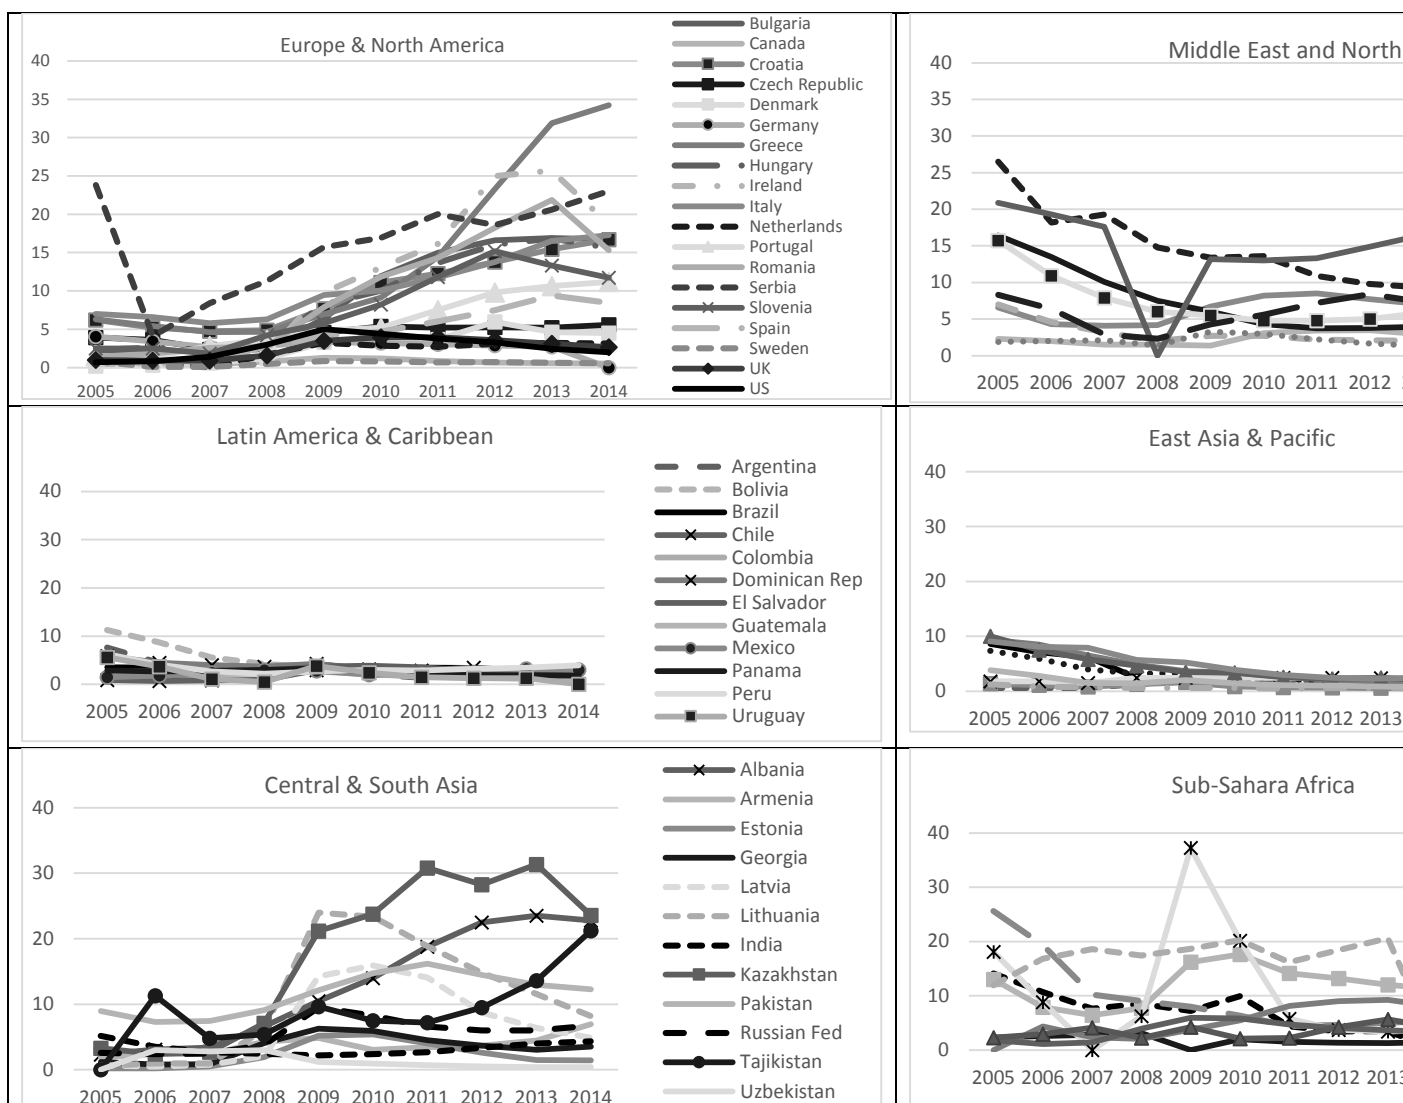 Europe & North America
40
35
30
25
20
15
10
5
0
2005 2006 2007 2008 2009 2010 2011 2012 2013 2014
Bulgaria
Canada
Croatia
Czech Republic
Denmark
Germany
Greece
Hungary
Ireland
Italy
Netherlands
Portugal
Romania
Serbia
Slovenia
Spain
Sweden
UK
US
Middle East and North
40
35
30
25
20
15
10
5
0
2005 2006 2007 2008 2009 2010 2011 2012
Latin America & Caribbean
40
30
20
10
0
2005 2006 2007 2008 2009 2010 2011 2012 2013 2014
Argentina
Bolivia
Brazil
Chile
Colombia
Dominican Rep
El Salvador
Guatemala
Mexico
Panama
Peru
Uruguay
East Asia & Pacific
40
30
20
10
0
2005 2006 2007 2008 2009 2010 2011 2012 2013
Central & South Asia
40
30
20
10
0
2005 2006 2007 2008 2009 2010 2011 2012 2013 2014
Albania
Armenia
Estonia
Georgia
Latvia
Lithuania
India
Kazakhstan
Pakistan
Russian Fed
Tajikistan
Uzbekistan
Sub-Sahara Africa
40
30
20
10
0
2005 2006 2007 2008 2009 2010 2011 2012 2013